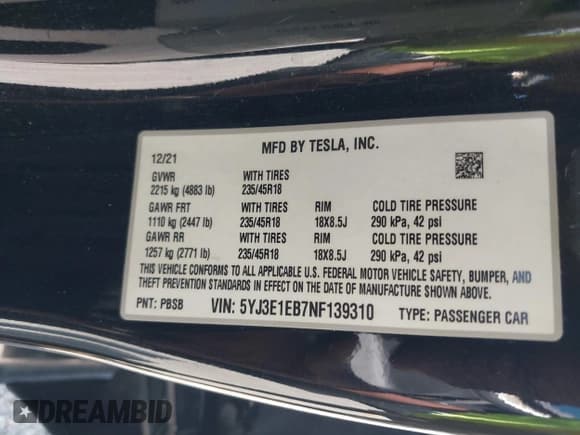 MFD BY TESLA, INC.
12/21
GVWR WITH TIRES
2215 kg (4883 lb) 235/45R18
GAWR FRT WITH TIRES RIM COLD TIRE PRESSURE
1110 kg (2447 lb) 235/45R18 18X8.5J 290 kPa, 42 psi
GAWR RR WITH TIRES RIM COLD TIRE PRESSURE
1257 kg (2771 lb) 235/45R18 18X8.5J 290 kPa, 42 psi
THIS VEHICLE CONFORMS TO ALL APPLICABLE U.S. FEDERAL MOTOR VEHICLE SAFETY, BUMPER, AND
THEFT PREVENTION STANDARDS IN EFFECT ON THE DATE OF MANUFACTURE SHOWN ABOVE.
PNT: PBSB VIN: 5YJ3E1EB7NF139310 TYPE: PASSENGER CAR
DREAMBID